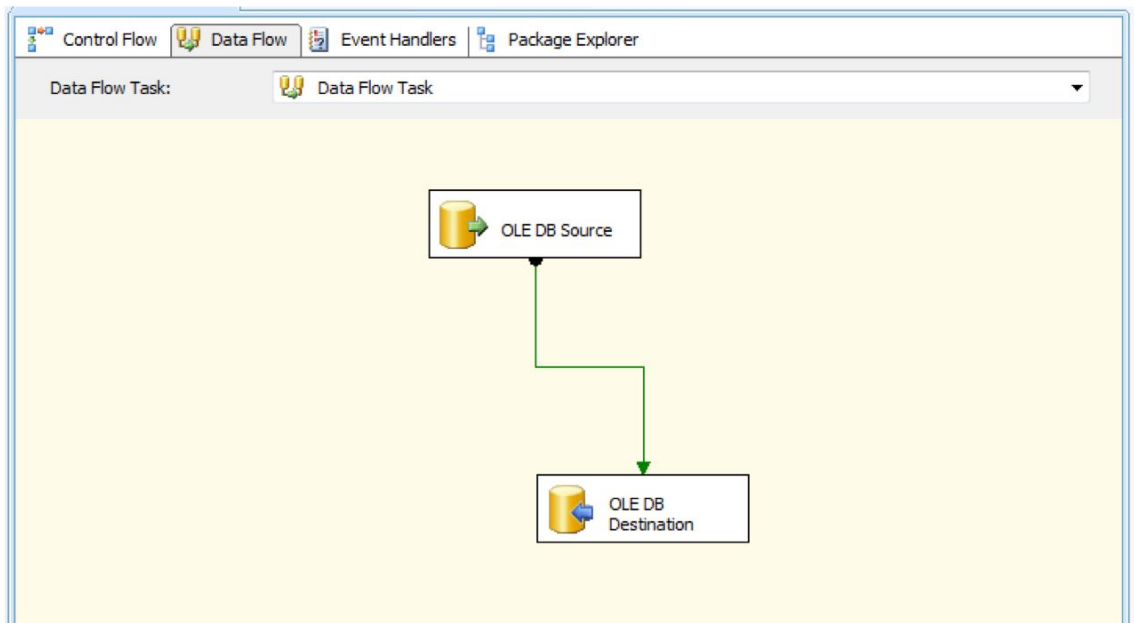 Control Flow Data Flow Event Handlers Package Explorer
Data Flow Task: Data Flow Task
OLE DB Source
OLE DB
Destination